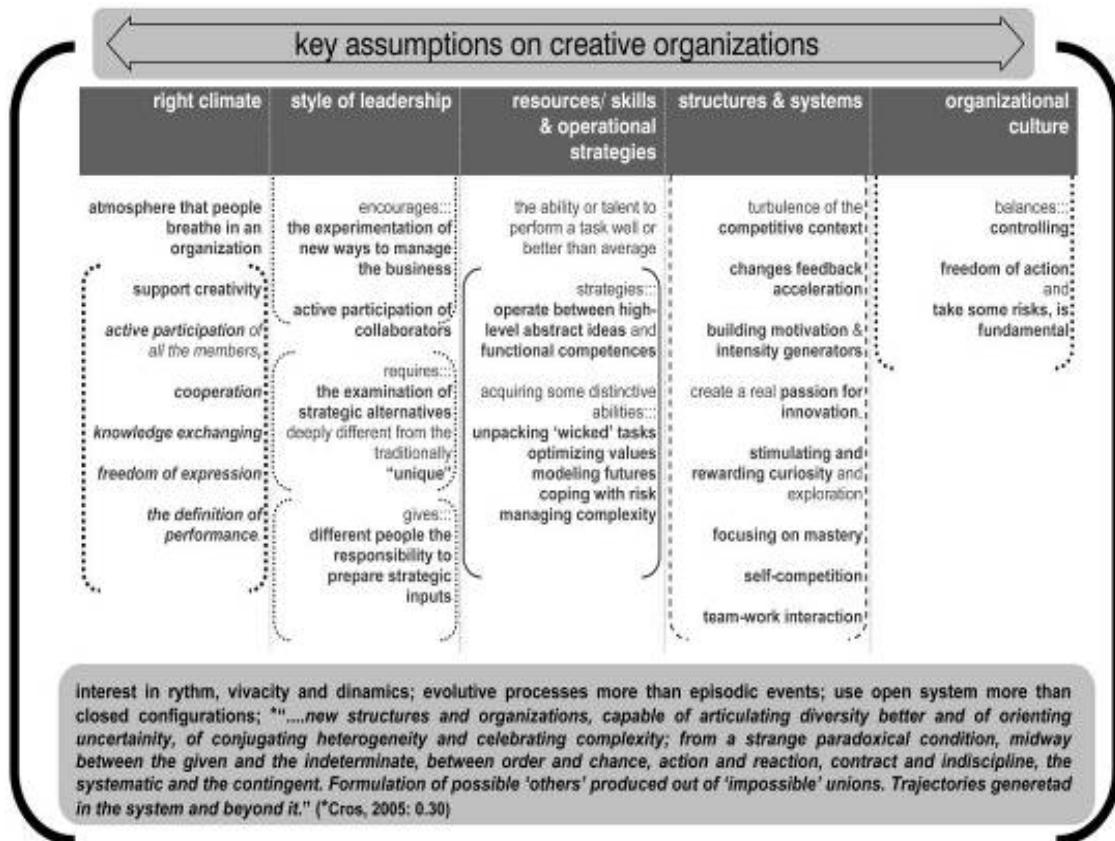 key assumptions on creative organizations
right climate
style of leadership
resources/ skills
& operational
strategies
structures & systems
organizational
culture
atmosphere that people
breathe in an
organization
support creativity
active participation of
all the members,
cooperation
knowledge exchanging
freedom of expression
the definition of
performance.
encourages:::
the experimentation of
new ways to manage
the business
active participation of
collaborators
requires:::
the examination of
strategic alternatives
deeply different from the
traditionally
“unique”
gives:::
different people the
responsibility to
prepare strategic
inputs
the ability or talent to
perform a task well or
better than average
strategies:::
operate between high-
level abstract ideas and
functional competences
acquiring some distinctive
abilities:::
unpacking ‘wicked’ tasks
optimizing values
modeling futures
coping with risk
managing complexity
turbulence of the
competitive context
changes feedback
acceleration
building motivation &
intensity generators
create a real passion for
innovation,
stimulating and
rewarding curiosity and
exploration
focusing on mastery
self-competition
team-work interaction
balances:::
controlling
freedom of action
and
take some risks, is
fundamental
interest in rythm, vivacity and dinamics; evolutive processes more than episodic events; use open system more than
closed configurations; *“....new structures and organizations, capable of articulating diversity better and of orienting
uncertainity, of conjugating heterogeneity and celebrating complexity; from a strange paradoxical condition, midway
between the given and the indeterminate, between order and chance, action and reaction, contract and indiscipline, the
systematic and the contingent. Formulation of possible ‘others’ produced out of ‘impossible’ unions. Trajectories generetad
in the system and beyond it.” (*Cros, 2005: 0.30)